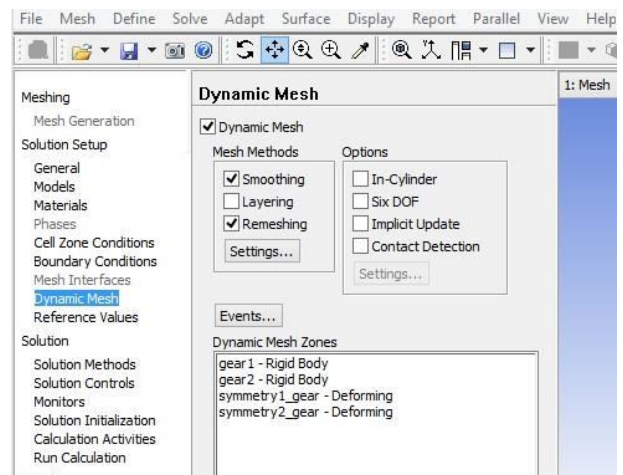 File Mesh Define Solve Adapt Surface Display Report Parallel View Help
1: Mesh
Meshing
Mesh Generation
Solution Setup
General
Models
Materials
Phases
Cell Zone Conditions
Boundary Conditions
Mesh Interfaces
Dynamic Mesh
Reference Values
Solution
Solution Methods
Solution Controls
Monitors
Solution Initialization
Calculation Activities
Run Calculation
Dynamic Mesh
Dynamic Mesh
Mesh Methods
Smoothing
Layering
Remeshing
Settings...
Options
In-Cylinder
Six DOF
Implicit Update
Contact Detection
Settings...
Events...
Dynamic Mesh Zones
gear1 - Rigid Body
gear2 - Rigid Body
symmetry1_gear - Deforming
symmetry2_gear - Deforming